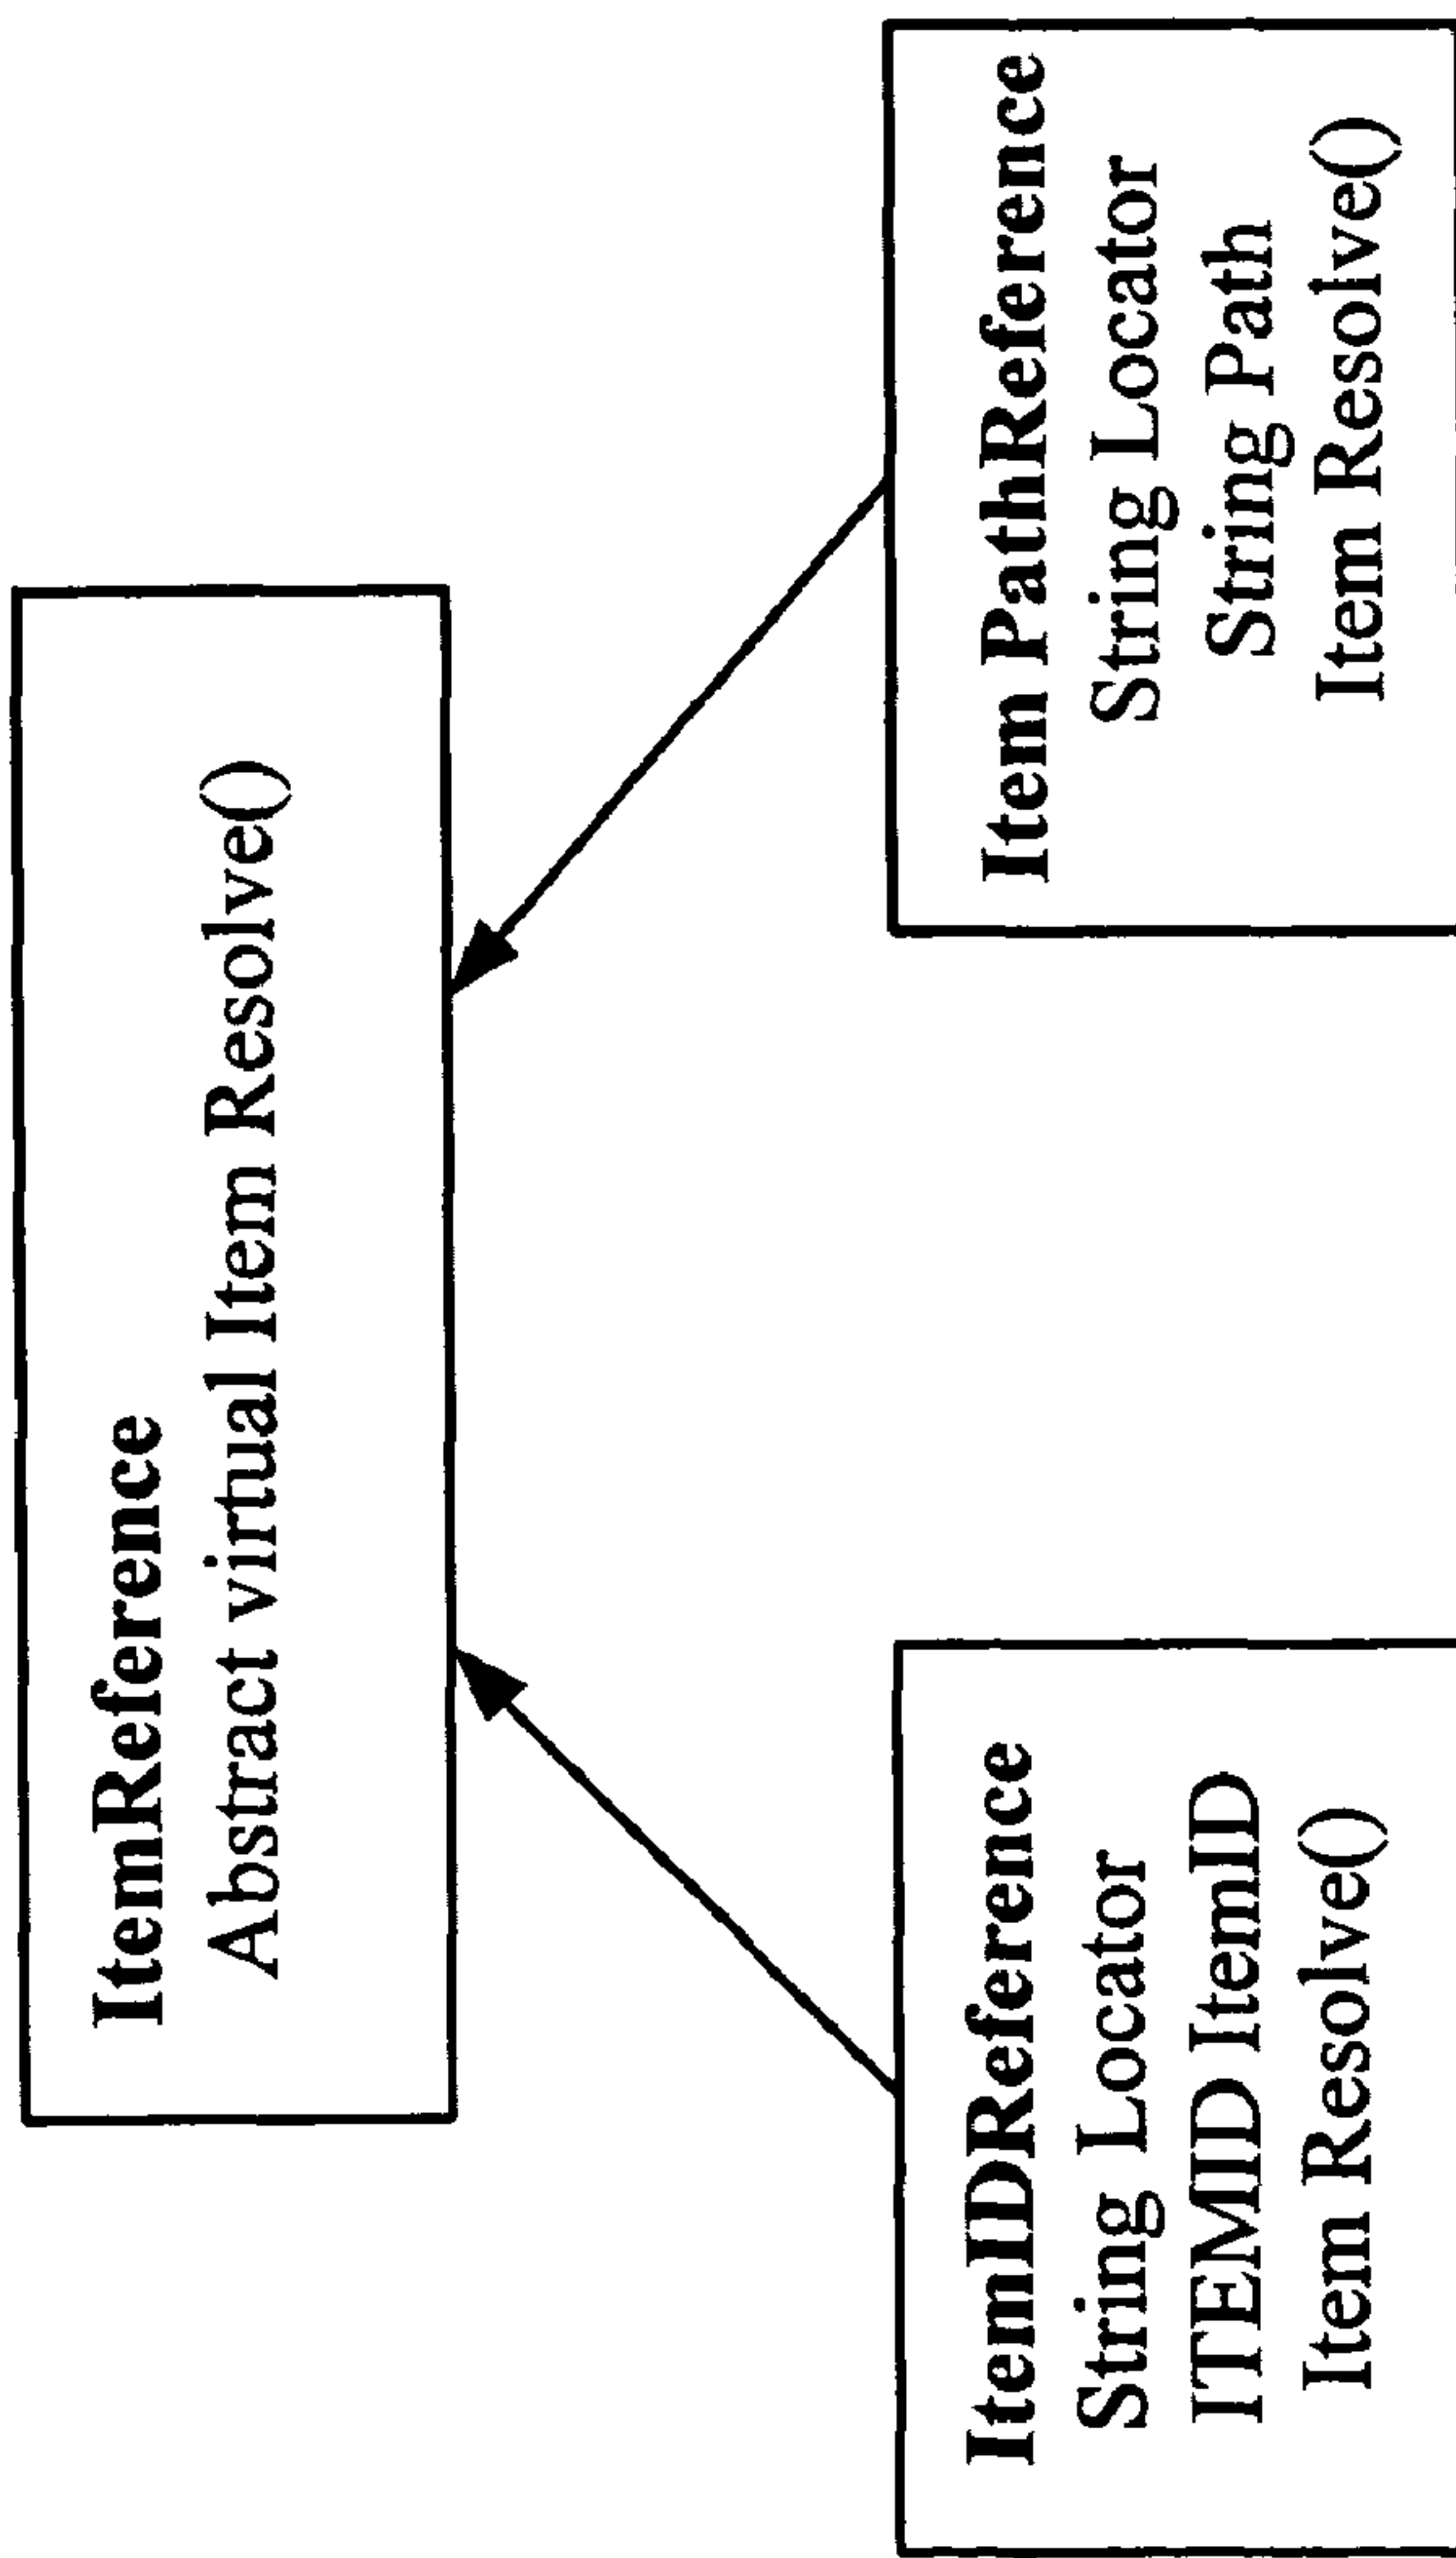 ItemReference
Abstract virtual Item Resolve()
ItemIDReference
String Locator
ITEMID ItemID
Item Resolve()
Item PathReference
String Locator
String Path
Item Resolve()